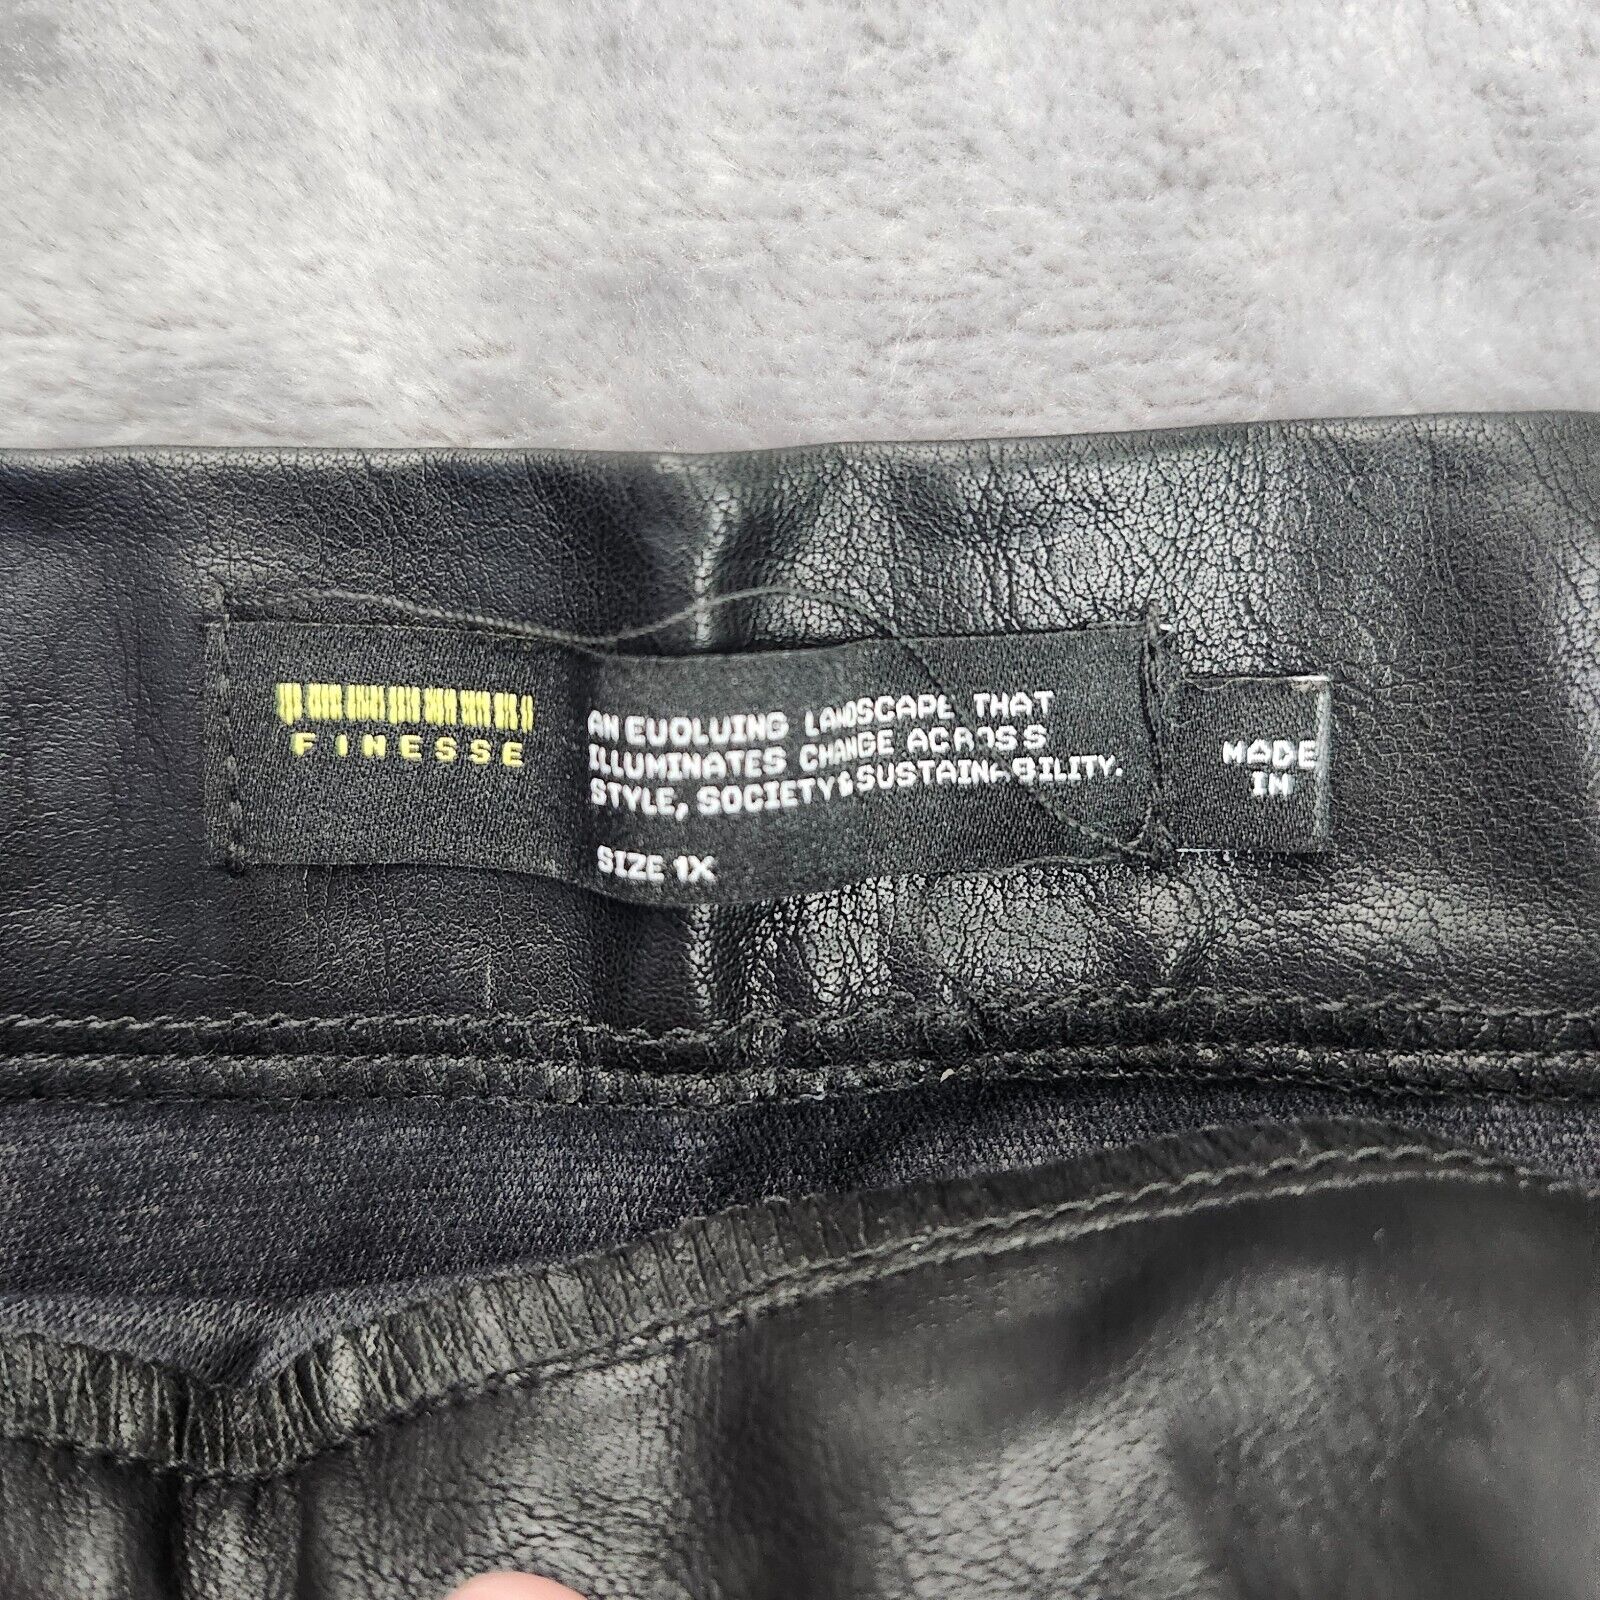 FINESSE
AN EVOLVING LANDSCAPE THAT
ILLUMINATES CHANGE ACROSS
STYLE, SOCIETY & SUSTAINABILITY.
SIZE 1X
MADE
IN